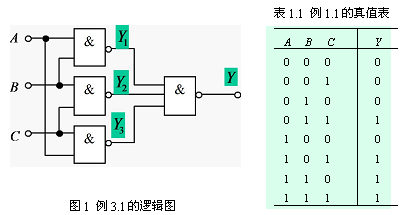 表 1.1 例 1.1的真值表
A B C Y
0 0 0 0
0 0 1 0
0 1 0 0
0 1 1 1
1 0 0 0
1 0 1 1
1 1 0 1
1 1 1 1
A
B
C
&
&
&
&
Y1
Y2
Y3
Y
图1 例 3.1的逻辑图